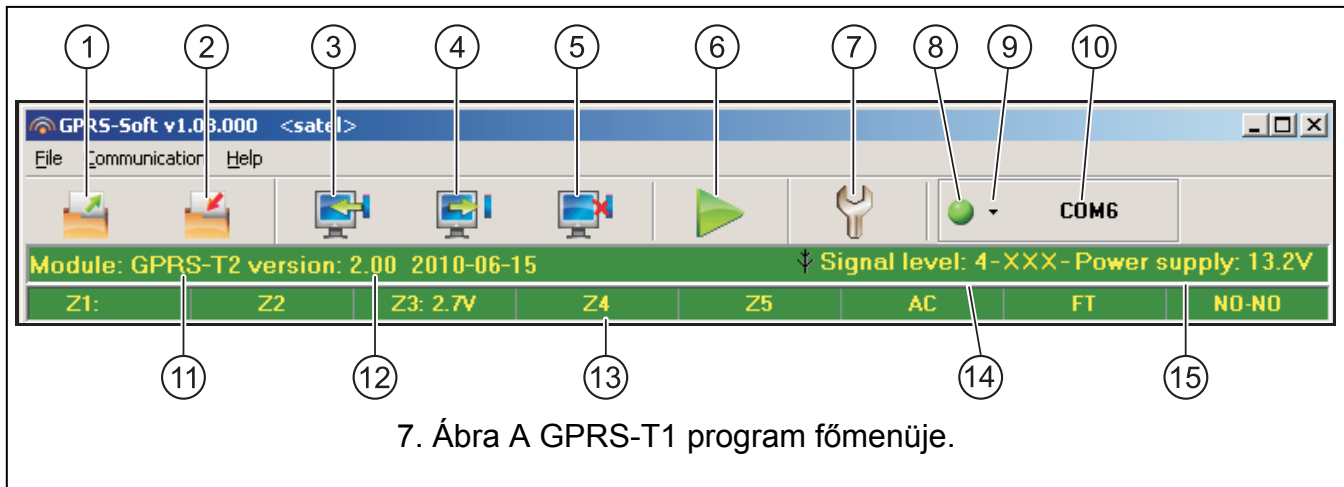 1 2 3 4 5 6 7 8 9 10
GPRS-Soft v1.03.000 <satel>
File Communication Help
COM6
Module: GPRS-T2 version: 2.00 2010-06-15 Signal level: 4-XXX-Power supply: 13.2V
Z1: Z2 Z3: 2.7V Z4 Z5 AC FT NO-NO
11 12 13 14 15
7. Ábra A GPRS-T1 program főmenüje.